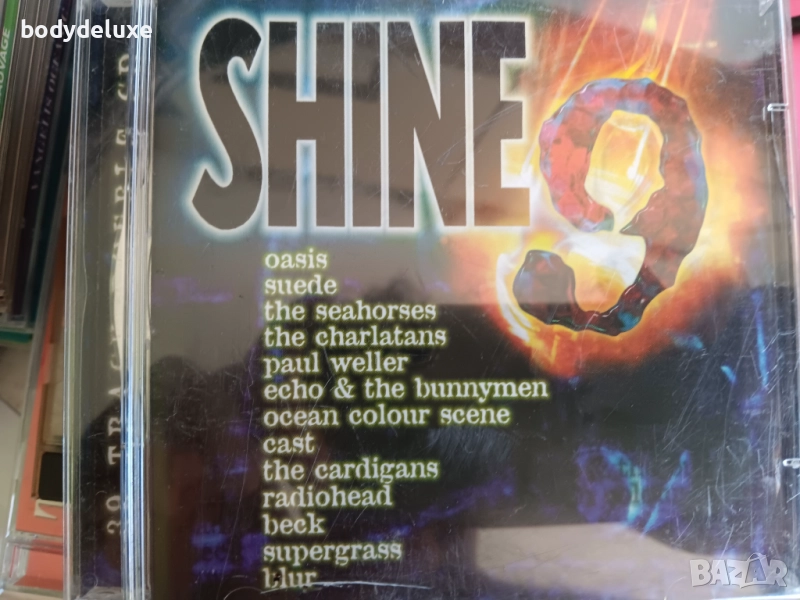 bodydeluxe
SHINE 9
oasis
suede
the seahorses
the charlatans
paul weller
echo & the bunnymen
ocean colour scene
cast
the cardigans
radiohead
beck
supergrass
blur
BAZAR